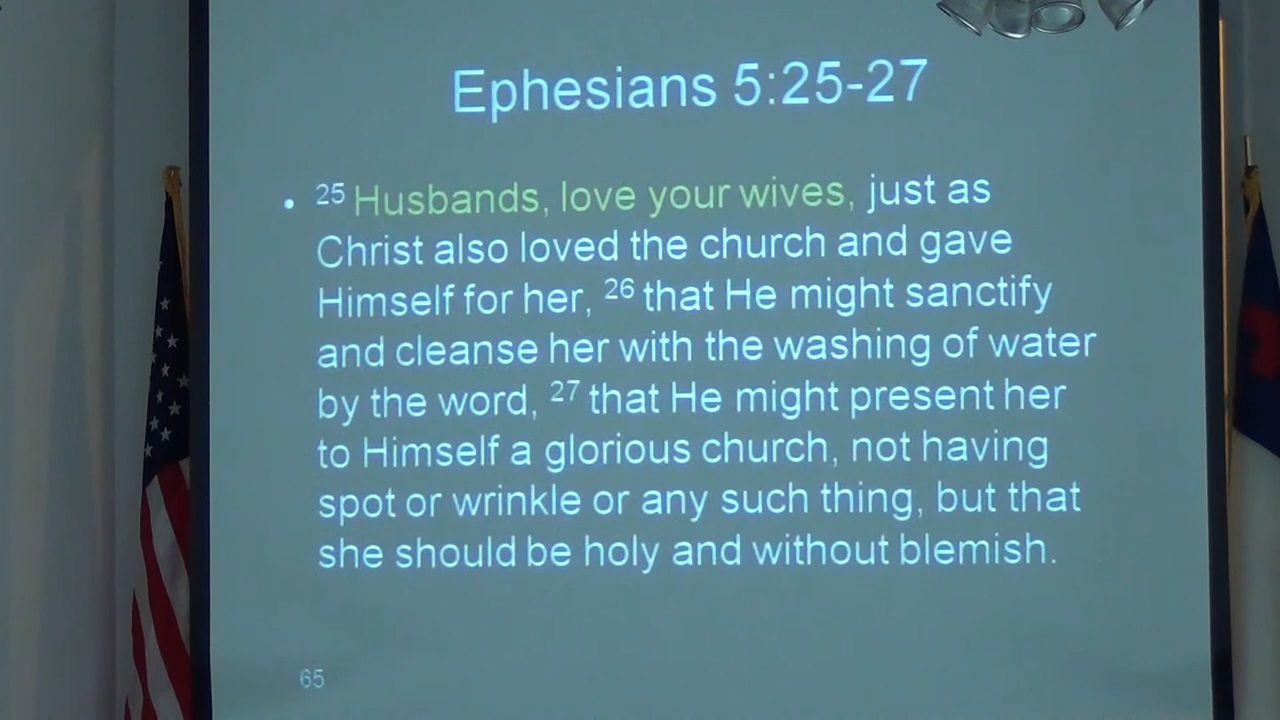 Ephesians 5:25-27
• 25 Husbands, love your wives, just as
Christ also loved the church and gave
Himself for her, 26 that He might sanctify
and cleanse her with the washing of water
by the word, 27 that He might present her
to Himself a glorious church, not having
spot or wrinkle or any such thing, but that
she should be holy and without blemish.
65